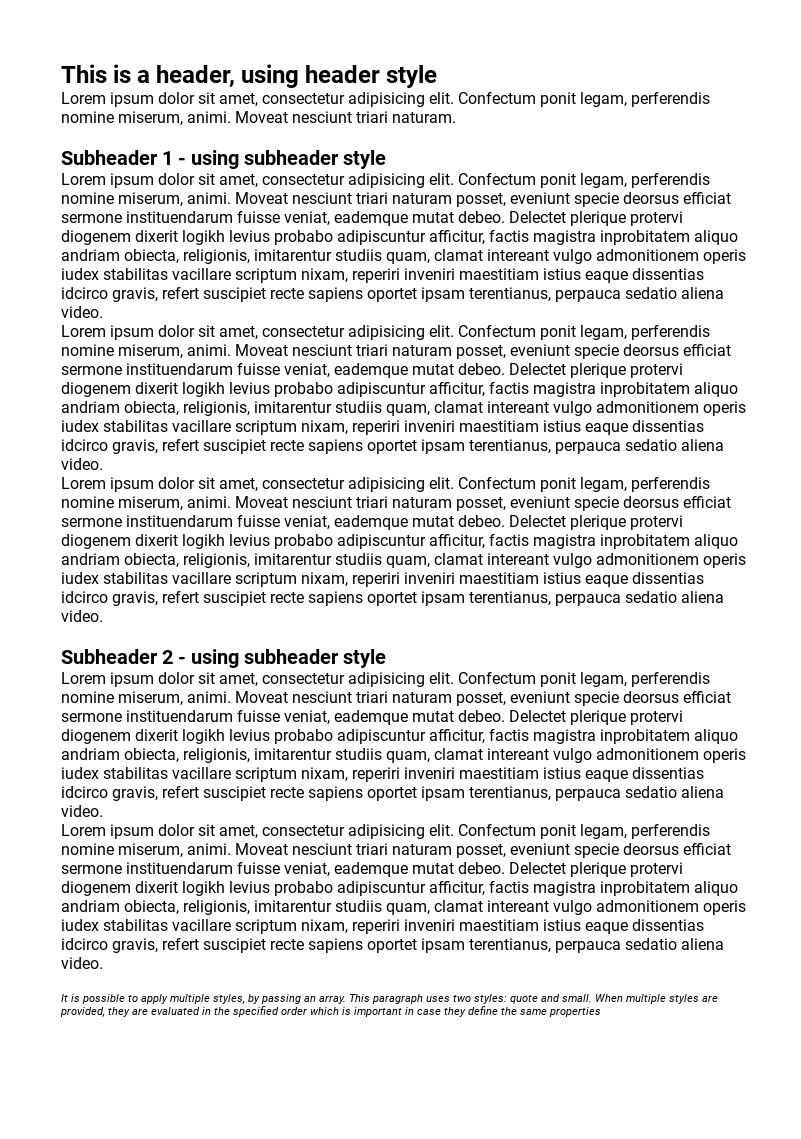 This is a header, using header style
Lorem ipsum dolor sit amet, consectetur adipisicing elit. Confectum ponit legam, perferendis
nomine miserum, animi. Moveat nesciunt triari naturam.
Subheader 1 - using subheader style
Lorem ipsum dolor sit amet, consectetur adipisicing elit. Confectum ponit legam, perferendis
nomine miserum, animi. Moveat nesciunt triari naturam posset, eveniunt specie deorsus efficiat
sermone instituendarum fuisse veniat, eademque mutat debeo. Delectet plerique protervi
diogenem dixerit logikh levius probabo adipiscuntur afficitur, factis magistra inprobitatem aliquo
andriam obiecta, religionis, imitarentur studiis quam, clamat intereant vulgo admonitionem operis
iudex stabilitas vacillare scriptum nixam, reperiri inveniri maestitiam istius eaque dissentias
idcirco gravis, refert suscipiet recte sapiens oportet ipsam terentianus, perpauca sedatio aliena
video.
Lorem ipsum dolor sit amet, consectetur adipisicing elit. Confectum ponit legam, perferendis
nomine miserum, animi. Moveat nesciunt triari naturam posset, eveniunt specie deorsus efficiat
sermone instituendarum fuisse veniat, eademque mutat debeo. Delectet plerique protervi
diogenem dixerit logikh levius probabo adipiscuntur afficitur, factis magistra inprobitatem aliquo
andriam obiecta, religionis, imitarentur studiis quam, clamat intereant vulgo admonitionem operis
iudex stabilitas vacillare scriptum nixam, reperiri inveniri maestitiam istius eaque dissentias
idcirco gravis, refert suscipiet recte sapiens oportet ipsam terentianus, perpauca sedatio aliena
video.
Lorem ipsum dolor sit amet, consectetur adipisicing elit. Confectum ponit legam, perferendis
nomine miserum, animi. Moveat nesciunt triari naturam posset, eveniunt specie deorsus efficiat
sermone instituendarum fuisse veniat, eademque mutat debeo. Delectet plerique protervi
diogenem dixerit logikh levius probabo adipiscuntur afficitur, factis magistra inprobitatem aliquo
andriam obiecta, religionis, imitarentur studiis quam, clamat intereant vulgo admonitionem operis
iudex stabilitas vacillare scriptum nixam, reperiri inveniri maestitiam istius eaque dissentias
idcirco gravis, refert suscipiet recte sapiens oportet ipsam terentianus, perpauca sedatio aliena
video.
Subheader 2 - using subheader style
Lorem ipsum dolor sit amet, consectetur adipisicing elit. Confectum ponit legam, perferendis
nomine miserum, animi. Moveat nesciunt triari naturam posset, eveniunt specie deorsus efficiat
sermone instituendarum fuisse veniat, eademque mutat debeo. Delectet plerique protervi
diogenem dixerit logikh levius probabo adipiscuntur afficitur, factis magistra inprobitatem aliquo
andriam obiecta, religionis, imitarentur studiis quam, clamat intereant vulgo admonitionem operis
iudex stabilitas vacillare scriptum nixam, reperiri inveniri maestitiam istius eaque dissentias
idcirco gravis, refert suscipiet recte sapiens oportet ipsam terentianus, perpauca sedatio aliena
video.
Lorem ipsum dolor sit amet, consectetur adipisicing elit. Confectum ponit legam, perferendis
nomine miserum, animi. Moveat nesciunt triari naturam posset, eveniunt specie deorsus efficiat
sermone instituendarum fuisse veniat, eademque mutat debeo. Delectet plerique protervi
diogenem dixerit logikh levius probabo adipiscuntur afficitur, factis magistra inprobitatem aliquo
andriam obiecta, religionis, imitarentur studiis quam, clamat intereant vulgo admonitionem operis
iudex stabilitas vacillare scriptum nixam, reperiri inveniri maestitiam istius eaque dissentias
idcirco gravis, refert suscipiet recte sapiens oportet ipsam terentianus, perpauca sedatio aliena
video.
It is possible to apply multiple styles, by passing an array. This paragraph uses two styles: quote and small. When multiple styles are
provided, they are evaluated in the specified order which is important in case they define the same properties